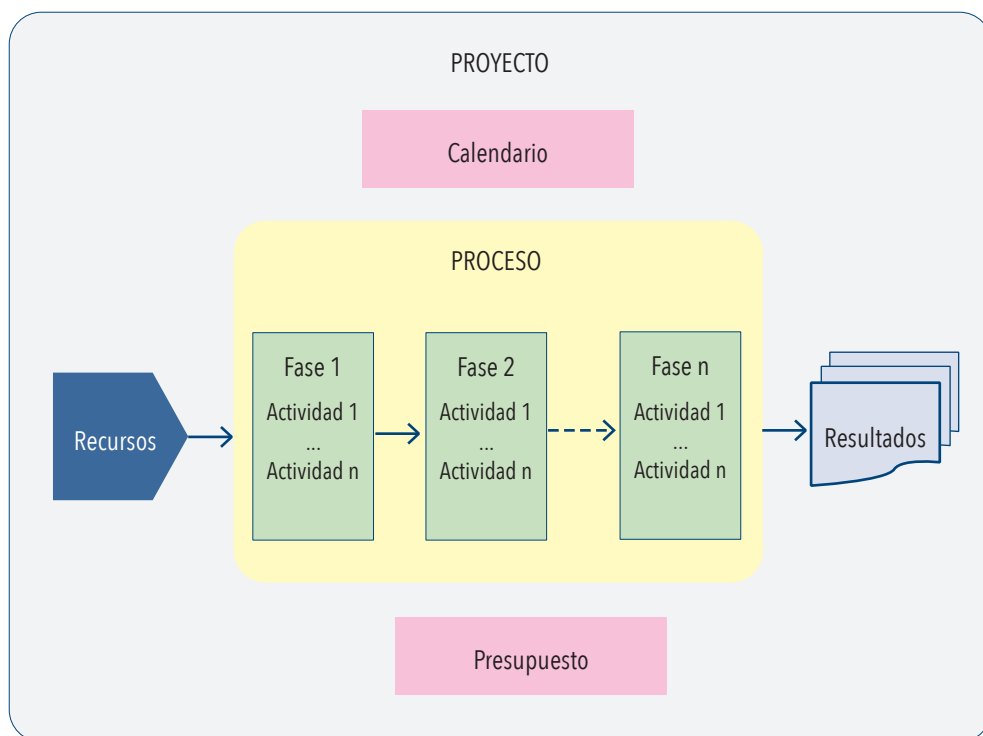 PROYECTO
Calendario
PROCESO
Recursos
Fase 1
Actividad 1
...
Actividad n
Fase 2
Actividad 1
...
Actividad n
Fase n
Actividad 1
...
Actividad n
Resultados
Presupuesto